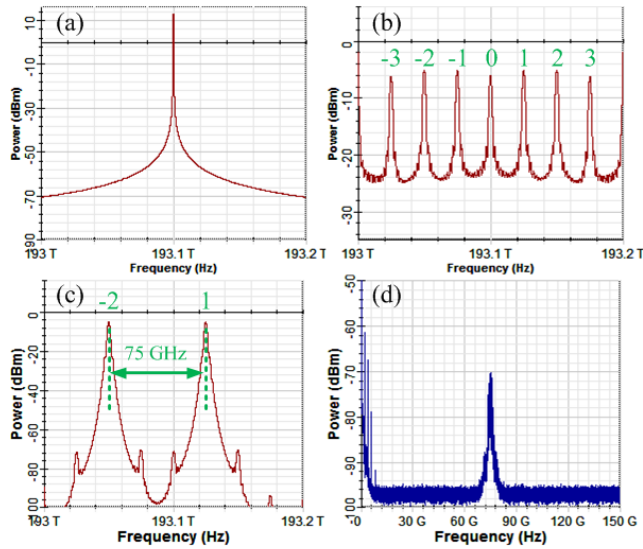 (a)
Power (dBm)
10
-10
-30
-50
-70
-90
193 T
193.1 T
193.2 T
Frequency (Hz)
(b)
-3 -2 -1 0 1 2 3
Power (dBm)
0
-10
-20
-30
193 T
193.1 T
193.2 T
Frequency (Hz)
(c)
-2
1
75 GHz
Power (dBm)
0
-20
-40
-60
-80
193 T
193.1 T
193.2 T
Frequency (Hz)
(d)
Power (dBm)
-50
-60
-70
-80
-90
-100
0
30 G
60 G
90 G
120 G
150 G
Frequency (Hz)